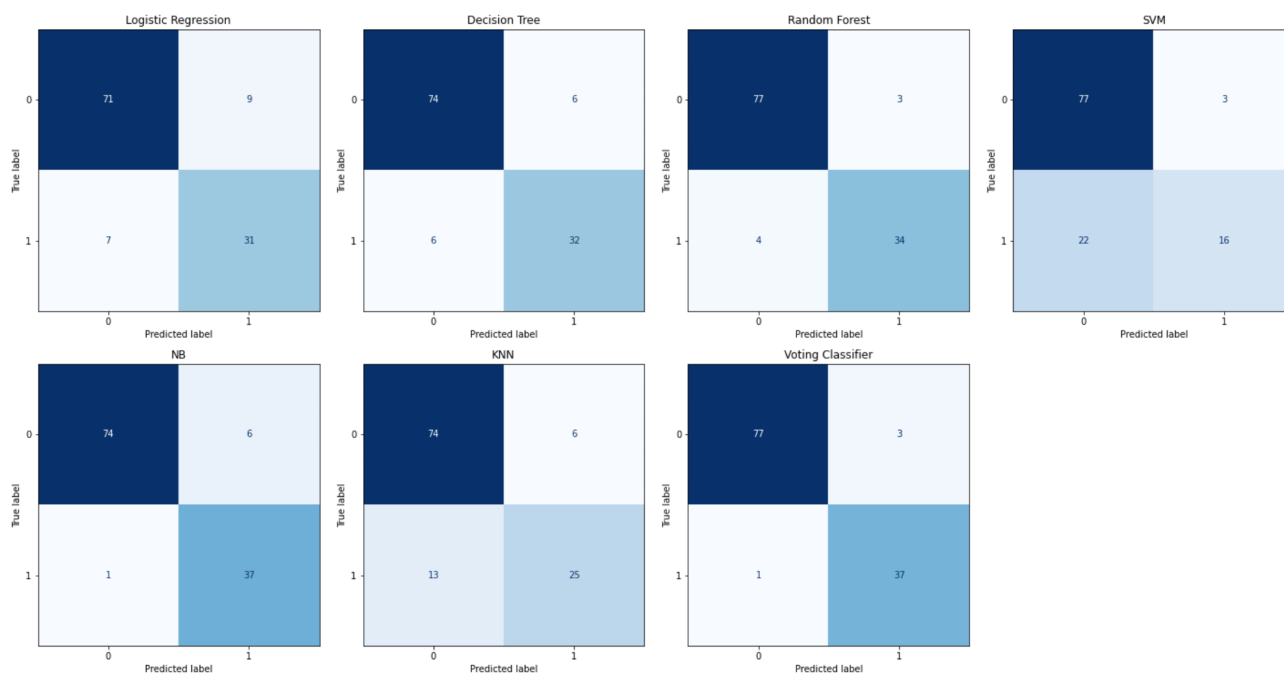 Logistic Regression
True label
0
71
9
1
7
31
0
1
Predicted label
Decision Tree
True label
0
74
6
1
6
32
0
1
Predicted label
Random Forest
True label
0
77
3
1
4
34
0
1
Predicted label
SVM
True label
0
77
3
1
22
16
0
1
Predicted label
NB
True label
0
74
6
1
1
37
0
1
Predicted label
KNN
True label
0
74
6
1
13
25
0
1
Predicted label
Voting Classifier
True label
0
77
3
1
1
37
0
1
Predicted label